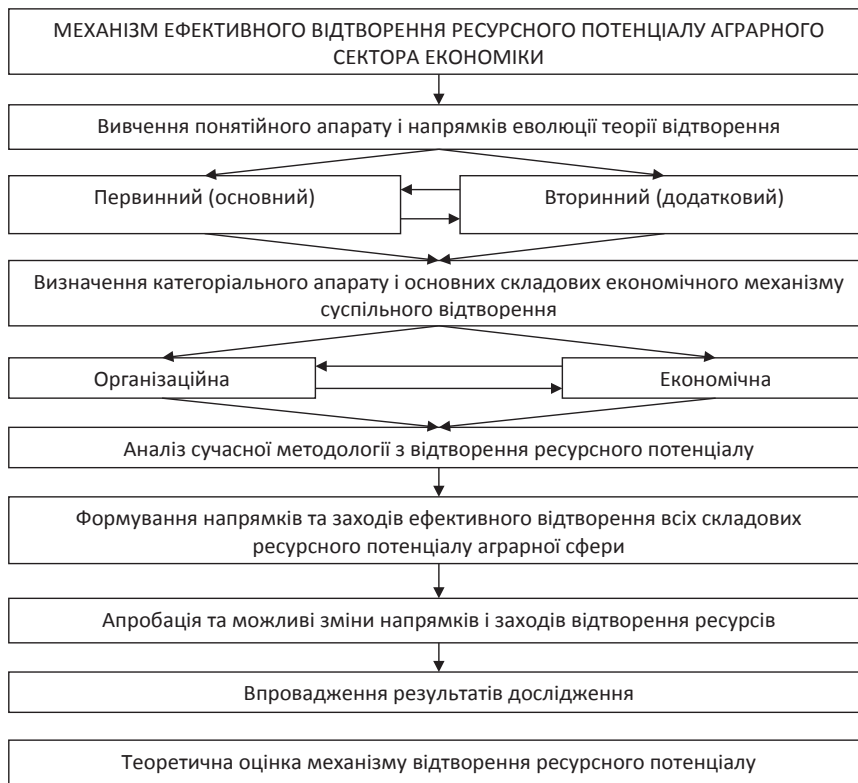 МЕХАНІЗМ ЕФЕКТИВНОГО ВІДТВОРЕННЯ РЕСУРСНОГО ПОТЕНЦІАЛУ АГРАРНОГО
СЕКТОРА ЕКОНОМІКИ
Вивчення понятійного апарату і напрямків еволюції теорії відтворення
Первинний (основний)
Вторинний (додатковий)
Визначення категоріального апарату і основних складових економічного механізму
суспільного відтворення
Організаційна
Економічна
Аналіз сучасної методології з відтворення ресурсного потенціалу
Формування напрямків та заходів ефективного відтворення всіх складових
ресурсного потенціалу аграрної сфери
Апробація та можливі зміни напрямків і заходів відтворення ресурсів
Впровадження результатів дослідження
Теоретична оцінка механізму відтворення ресурсного потенціалу